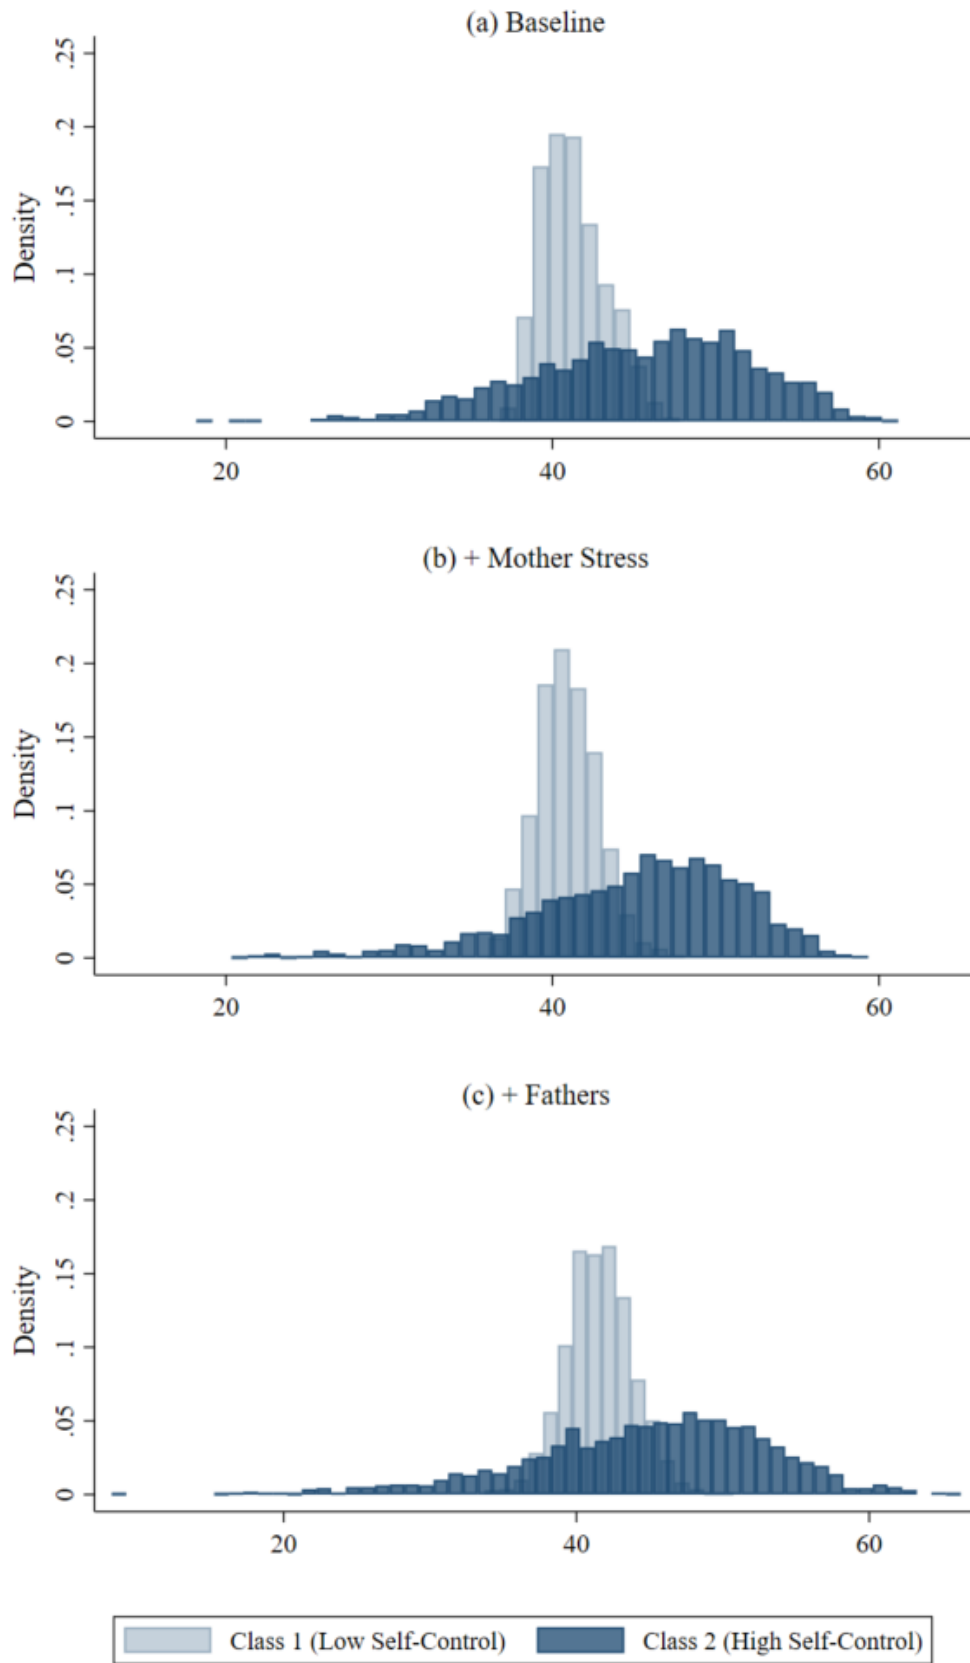 (a) Baseline
.25
.2
.15
.1
.05
0
Density
20 40 60
(b) + Mother Stress
.25
.2
.15
.1
.05
0
Density
20 40 60
(c) + Fathers
.25
.2
.15
.1
.05
0
Density
20 40 60
Class 1 (Low Self-Control) Class 2 (High Self-Control)